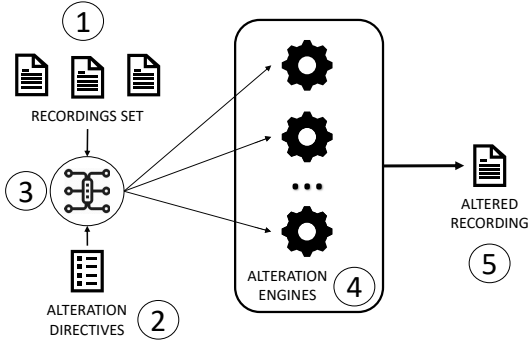 1
RECORDINGS SET
3
ALTERATION
DIRECTIVES
2
...
ALTERATION
ENGINES
4
ALTERED
RECORDING
5